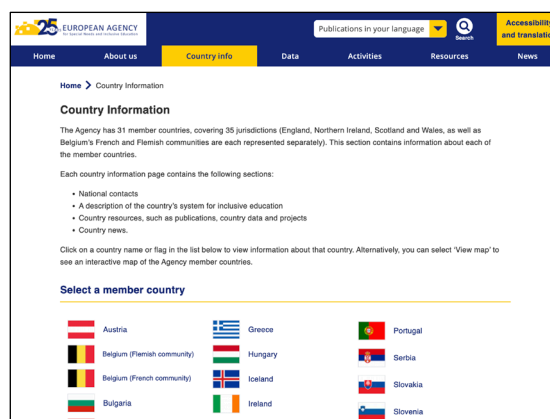 25 EUROPEAN AGENCY
for Special Needs and Inclusive Education
Publications in your language
Search
Accessibility
and translation
Home About us Country info Data Activities Resources News
Home ❯ Country Information
Country Information
The Agency has 31 member countries, covering 35 jurisdictions (England, Northern Ireland, Scotland and Wales, as well as
Belgium's French and Flemish communities are each represented separately). This section contains information about each of
the member countries.
Each country information page contains the following sections:
• National contacts
• A description of the country's system for inclusive education
• Country resources, such as publications, country data and projects
• Country news.
Click on a country name or flag in the list below to view information about that country. Alternatively, you can select 'View map' to
see an interactive map of the Agency member countries.
Select a member country
Austria
Belgium (Flemish community)
Belgium (French community)
Bulgaria
Greece
Hungary
Iceland
Ireland
Portugal
Serbia
Slovakia
Slovenia